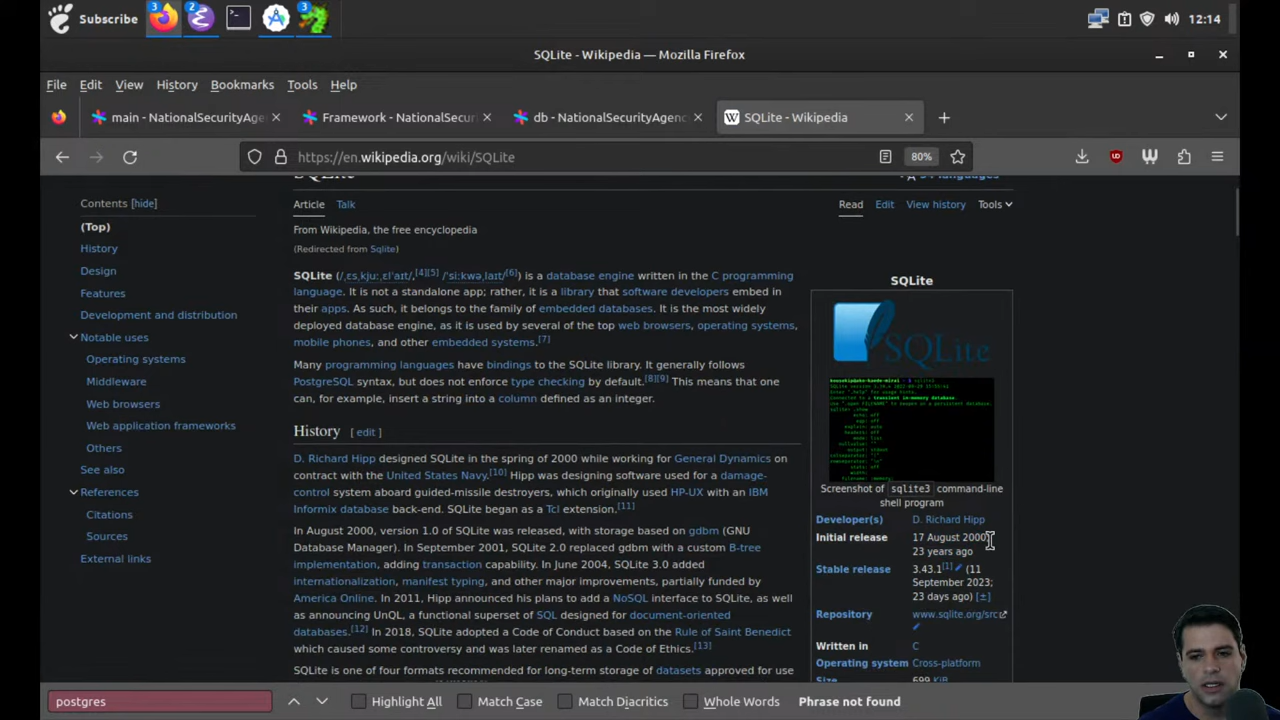 3 2 3
Subscribe 12:14
SQLite - Wikipedia — Mozilla Firefox
File Edit View History Bookmarks Tools Help
main - NationalSecurityAge Framework - NationalSecuri db - NationalSecurityAgenc SQLite - Wikipedia
https://en.wikipedia.org/wiki/SQLite 80%
Contents [hide]
(Top)
History
Design
Features
Development and distribution
Notable uses
Operating systems
Middleware
Web browsers
Web application frameworks
Others
See also
References
Citations
Sources
External links
SQLite languages
Article Talk Read Edit View history Tools
From Wikipedia, the free encyclopedia
(Redirected from Sqlite)
SQLite (/ˌɛsˌkjuːˌɛlˈaɪt/,[4][5] /ˈsiːkwəˌlaɪt/[6]) is a database engine written in the C programming
language. It is not a standalone app; rather, it is a library that software developers embed in
their apps. As such, it belongs to the family of embedded databases. It is the most widely
deployed database engine, as it is used by several of the top web browsers, operating systems,
mobile phones, and other embedded systems.[7]
Many programming languages have bindings to the SQLite library. It generally follows
PostgreSQL syntax, but does not enforce type checking by default.[8][9] This means that one
can, for example, insert a string into a column defined as an integer.
History [ edit ]
D. Richard Hipp designed SQLite in the spring of 2000 while working for General Dynamics on
contract with the United States Navy.[10] Hipp was designing software used for a damage-
control system aboard guided-missile destroyers, which originally used HP-UX with an IBM
Informix database back-end. SQLite began as a Tcl extension.[11]
In August 2000, version 1.0 of SQLite was released, with storage based on gdbm (GNU
Database Manager). In September 2001, SQLite 2.0 replaced gdbm with a custom B-tree
implementation, adding transaction capability. In June 2004, SQLite 3.0 added
internationalization, manifest typing, and other major improvements, partially funded by
America Online. In 2011, Hipp announced his plans to add a NoSQL interface to SQLite, as well
as announcing UnQL, a functional superset of SQL designed for document-oriented
databases.[12] In 2018, SQLite adopted a Code of Conduct based on the Rule of Saint Benedict
which caused some controversy and was later renamed as a Code of Ethics.[13]
SQLite is one of four formats recommended for long-term storage of datasets approved for use
SQLite
SQLite
Screenshot of sqlite3 command-line
shell program
Developer(s) D. Richard Hipp
Initial release 17 August 2000;
23 years ago
Stable release 3.43.1[1] (11
September 2023;
23 days ago) [±]
Repository www.sqlite.org/src
Written in C
Operating system Cross-platform
Size 699 KiB
postgres Highlight All Match Case Match Diacritics Whole Words Phrase not found